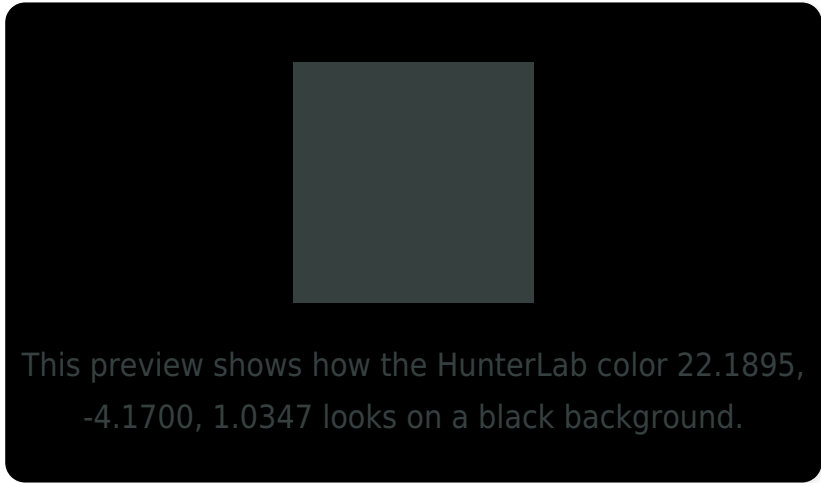 This preview shows how the HunterLab color 22.1895,
-4.1700, 1.0347 looks on a black background.